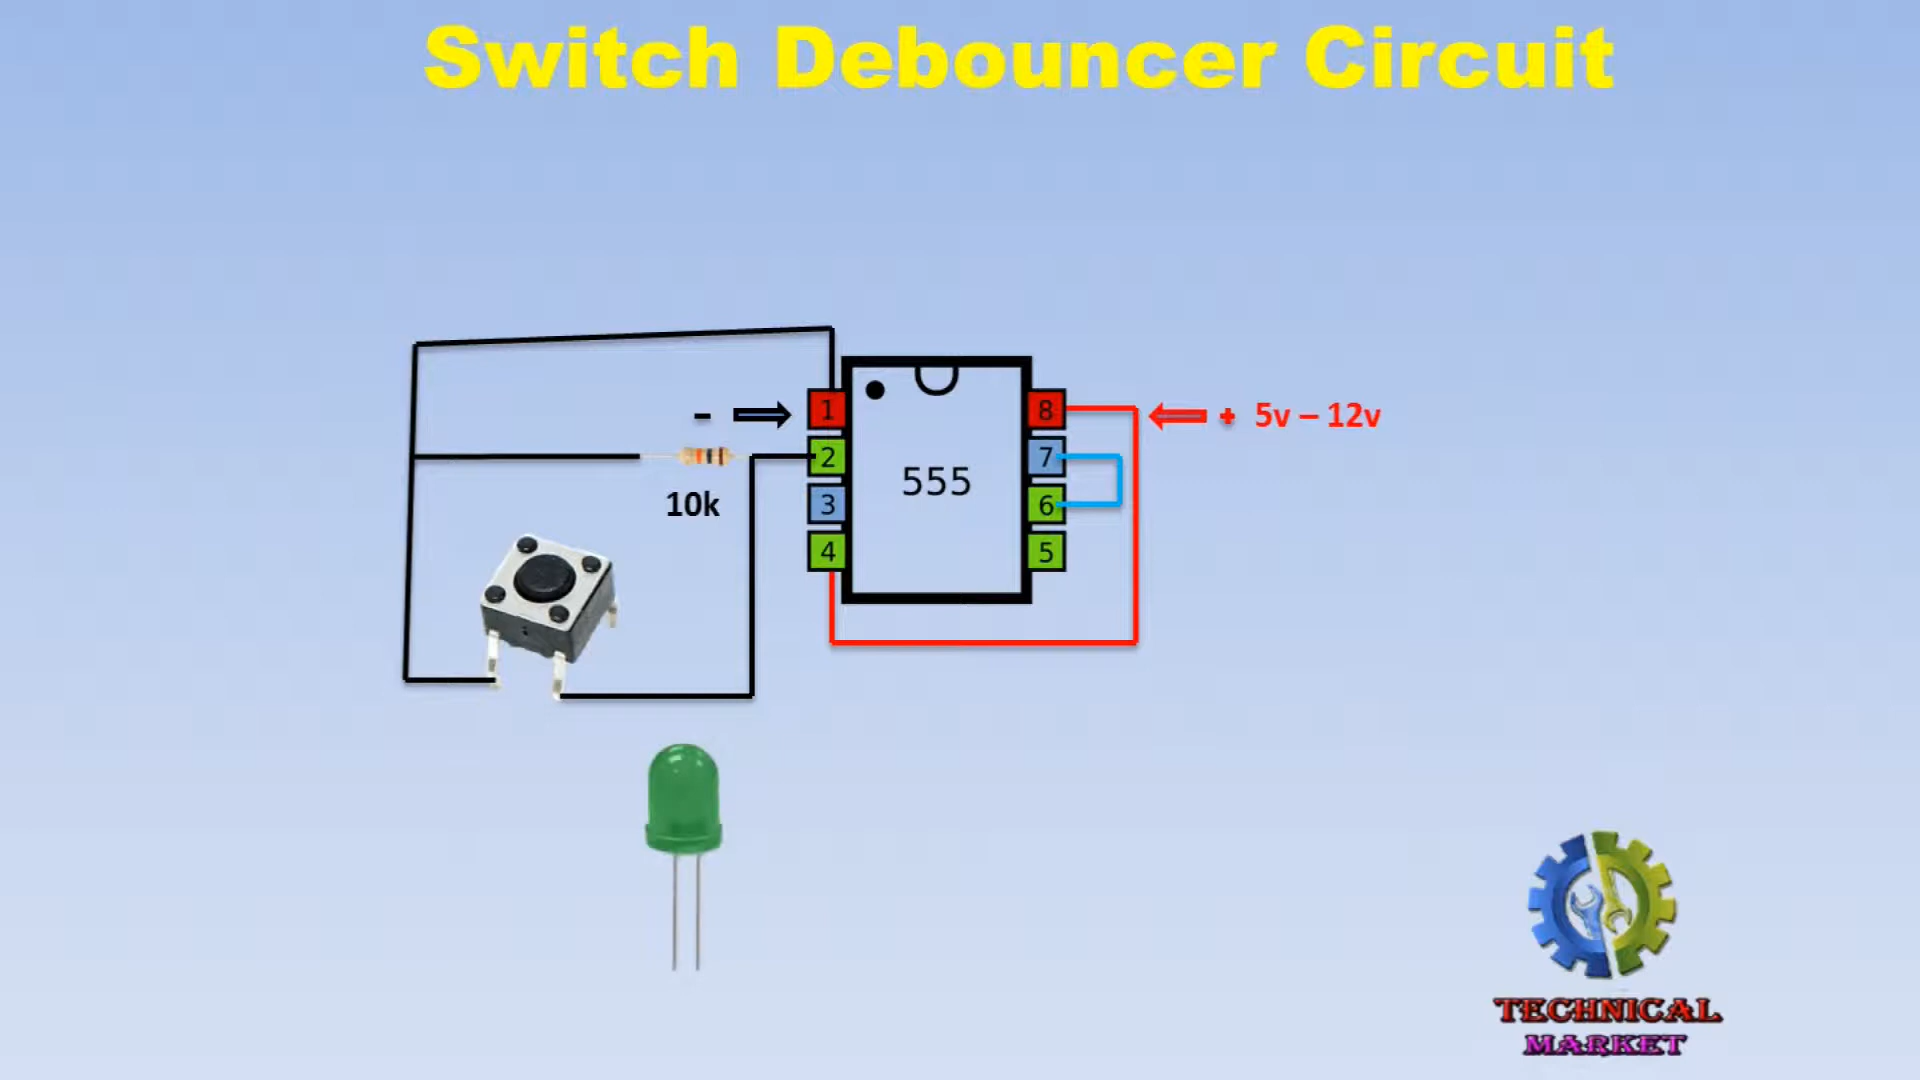 Switch Debouncer Circuit
- 1 8 + 5v – 12v
2 7
10k 3 555 6
4 5
TECHNICAL
MARKET